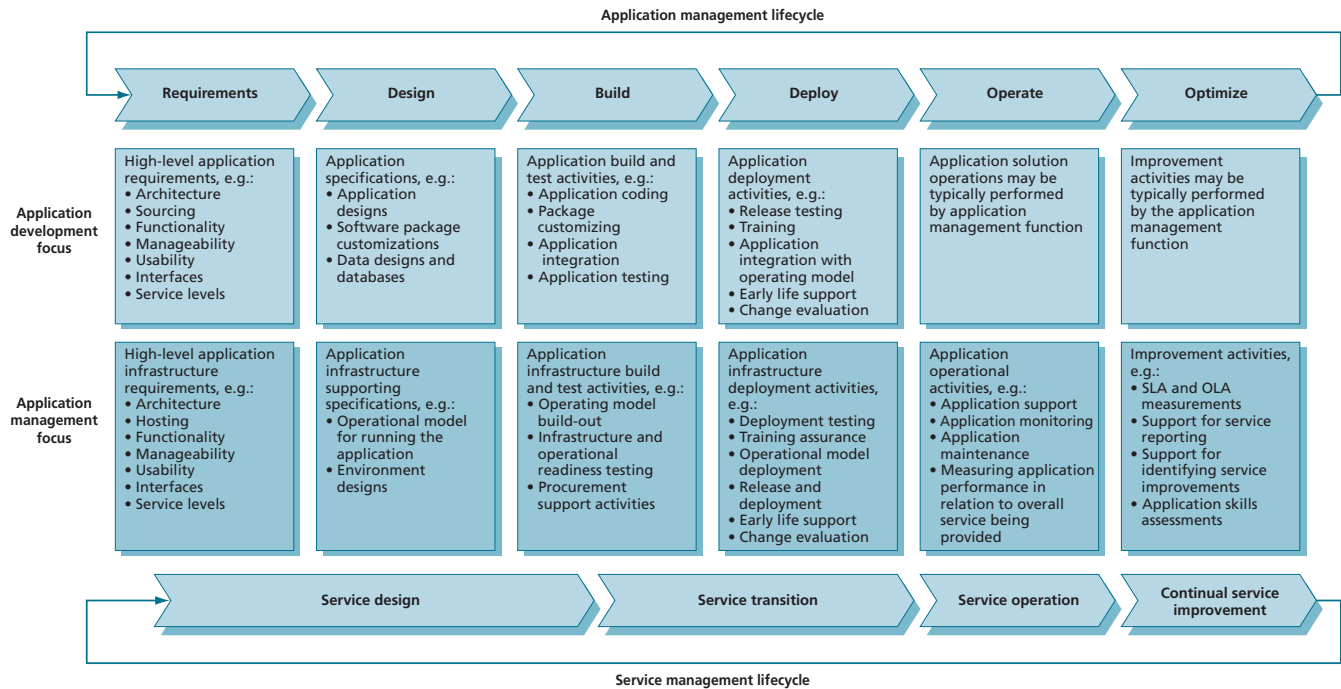 Application management lifecycle
Requirements
Design
Build
Deploy
Operate
Optimize
Application
development
focus
High-level application
requirements, e.g.:
• Architecture
• Sourcing
• Functionality
• Manageability
• Usability
• Interfaces
• Service levels
Application
specifications, e.g.:
• Application
designs
• Software package
customizations
• Data designs and
databases
Application build and
test activities, e.g.:
• Application coding
• Package
customizing
• Application
integration
• Application testing
Application
deployment
activities, e.g.:
• Release testing
• Training
• Application
integration with
operating model
• Early life support
• Change evaluation
Application solution
operations may be
typically performed
by application
management function
Improvement
activities may be
typically performed
by the application
management
function
Application
management
focus
High-level application
infrastructure
requirements, e.g.:
• Architecture
• Hosting
• Functionality
• Manageability
• Usability
• Interfaces
• Service levels
Application
infrastructure
supporting
specifications, e.g.:
• Operational model
for running the
application
• Environment
designs
Application
infrastructure build
and test activities, e.g.:
• Operating model
build-out
• Infrastructure and
operational
readiness testing
• Procurement
support activities
Application
infrastructure
deployment activities,
e.g.:
• Deployment testing
• Training assurance
• Operational model
deployment
• Release and
deployment
• Early life support
• Change evaluation
Application
operational
activities, e.g.:
• Application support
• Application monitoring
• Application
maintenance
• Measuring application
performance in
relation to overall
service being
provided
Improvement activities,
e.g.:
• SLA and OLA
measurements
• Support for service
reporting
• Support for
identifying service
improvements
• Application skills
assessments
Service design
Service transition
Service operation
Continual service
improvement
Service management lifecycle